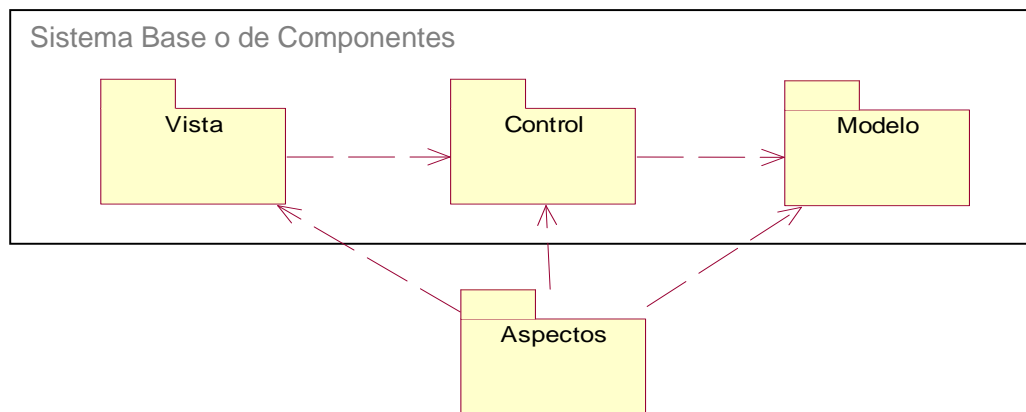 Sistema Base o de Componentes
Vista
Control
Modelo
Aspectos